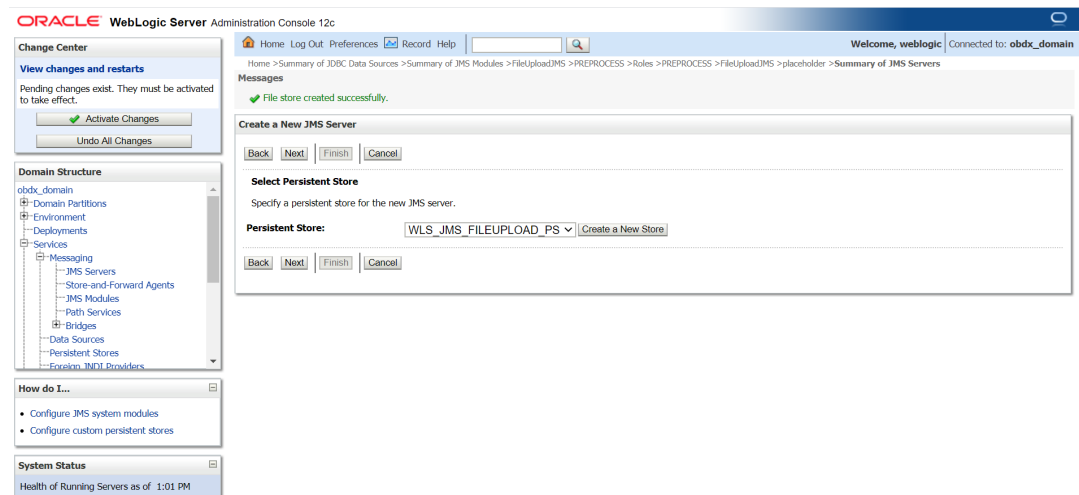 ORACLE WebLogic Server Administration Console 12c
Change Center
View changes and restarts
Pending changes exist. They must be activated
to take effect.
Activate Changes
Undo All Changes
Domain Structure
obdx_domain
Domain Partitions
Environment
Deployments
Services
Messaging
JMS Servers
Store-and-Forward Agents
JMS Modules
Path Services
Bridges
Data Sources
Persistent Stores
Foreign JNDI Providers
How do I...
Configure JMS system modules
Configure custom persistent stores
System Status
Health of Running Servers as of 1:01 PM
Home Log Out Preferences Record Help
Welcome, weblogic Connected to: obdx_domain
Home >Summary of JDBC Data Sources >Summary of JMS Modules >FileUploadJMS >PREPROCESS >Roles >PREPROCESS >FileUploadJMS >placeholder >Summary of JMS Servers
Messages
File store created successfully.
Create a New JMS Server
Back Next Finish Cancel
Select Persistent Store
Specify a persistent store for the new JMS server.
Persistent Store: WLS_JMS_FILEUPLOAD_PS Create a New Store
Back Next Finish Cancel